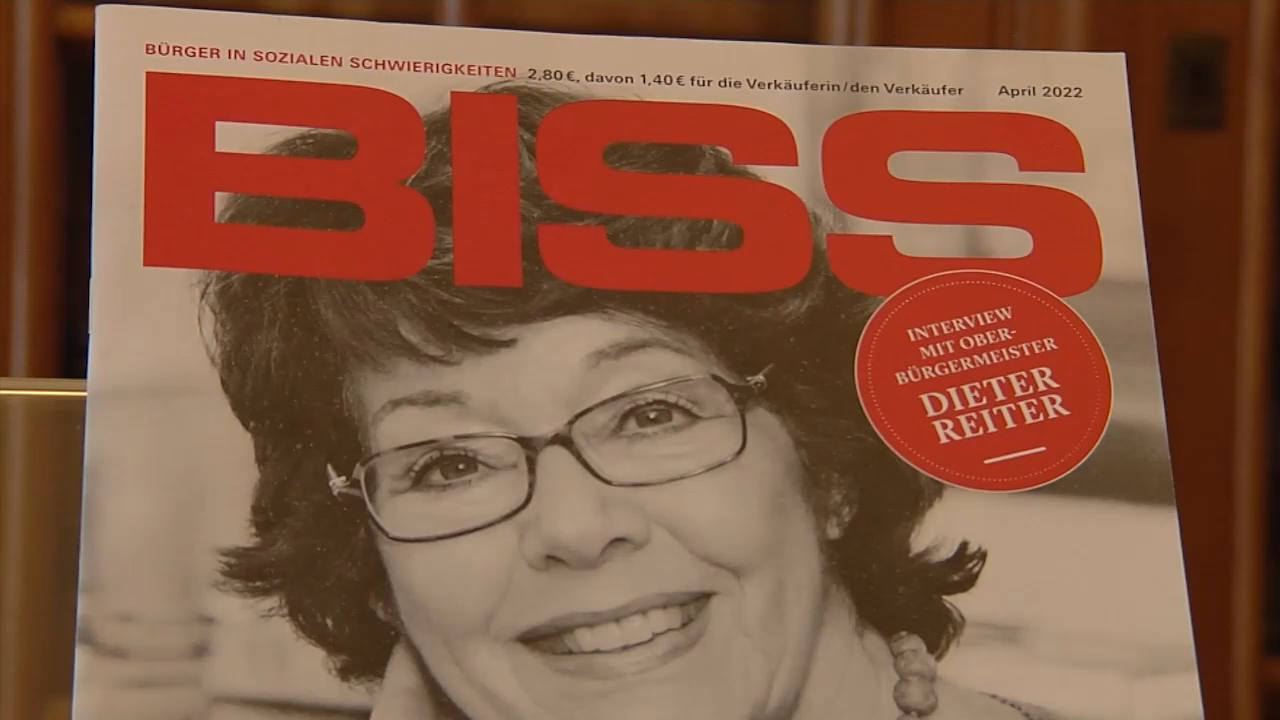 BÜRGER IN SOZIALEN SCHWIERIGKEITEN 2,80 €, davon 1,40 € für die Verkäuferin/den Verkäufer April 2022
BISS
INTERVIEW
MIT OBER-
BÜRGERMEISTER
DIETER
REITER